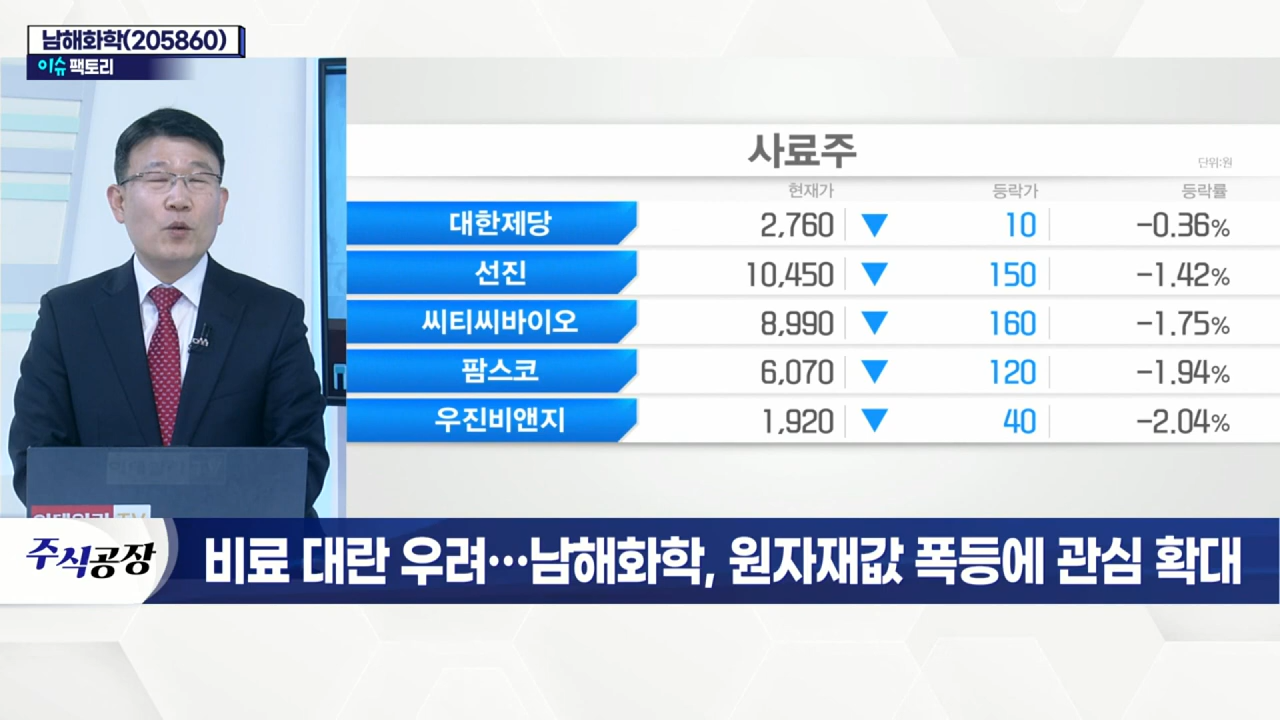 남해화학(205860)
이슈 팩토리
사료주
단위:원
현재가 등락가 등락률
대한제당 2,760 ▼ 10 -0.36%
선진 10,450 ▼ 150 -1.42%
씨티씨바이오 8,990 ▼ 160 -1.75%
팜스코 6,070 ▼ 120 -1.94%
우진비앤지 1,920 ▼ 40 -2.04%
주식공장
비료 대란 우려…남해화학, 원자재값 폭등에 관심 확대